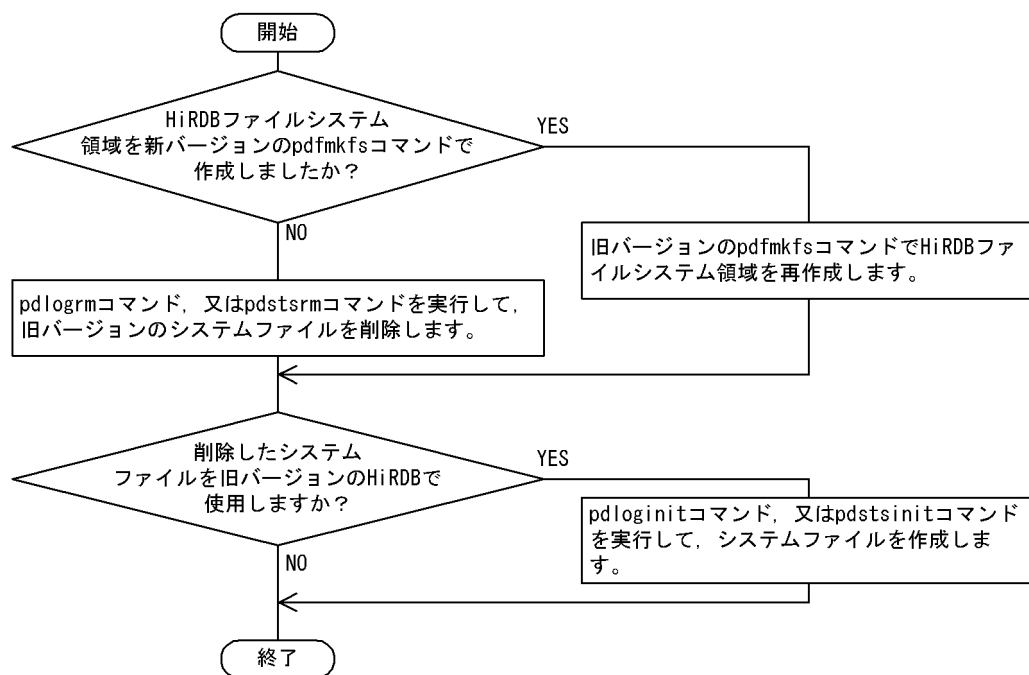 開始
HiRDBファイルシステム
領域を新バージョンのpdfmkfsコマンドで
作成しましたか？
YES
NO
旧バージョンのpdfmkfsコマンドでHiRDBファ
イルシステム領域を再作成します。
pdlogrmコマンド，又はpdstsrmコマンドを実行して，
旧バージョンのシステムファイルを削除します。
削除したシステム
ファイルを旧バージョンのHiRDBで
使用しますか？
YES
NO
pdloginitコマンド，又はpdstsinitコマンド
を実行して，システムファイルを作成しま
す。
終了